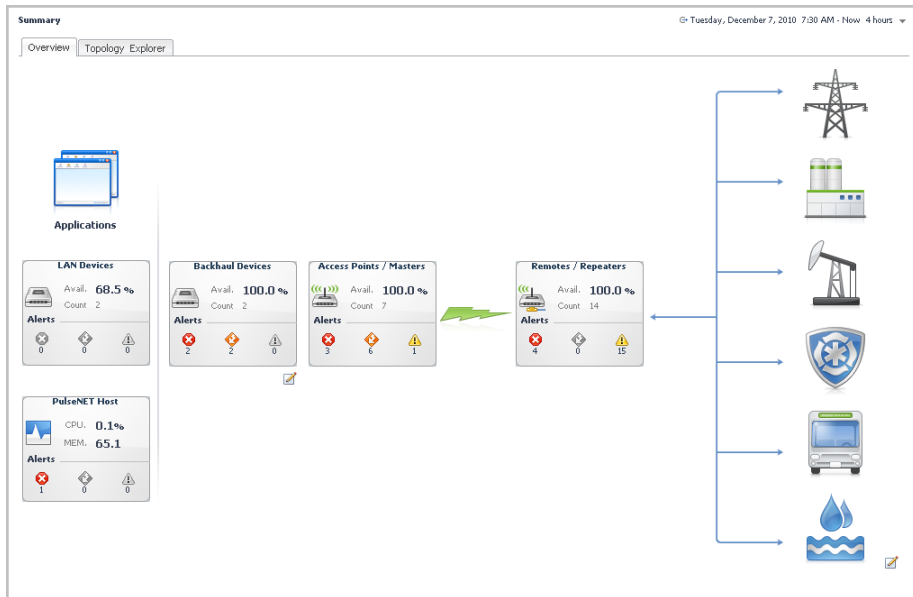 Summary
Tuesday, December 7, 2010 7:30 AM - Now 4 hours
Overview
Topology Explorer
Applications
LAN Devices
Avail. 68.5 %
Count 2
Alerts
0 0 0
Backhaul Devices
Avail. 100.0 %
Count 2
Alerts
2 2 0
Access Points / Masters
Avail. 100.0 %
Count 7
Alerts
3 6 1
Remotes / Repeaters
Avail. 100.0 %
Count 14
Alerts
4 0 15
PulseNET Host
CPU. 0.1%
MEM. 65.1
Alerts
1 0 0